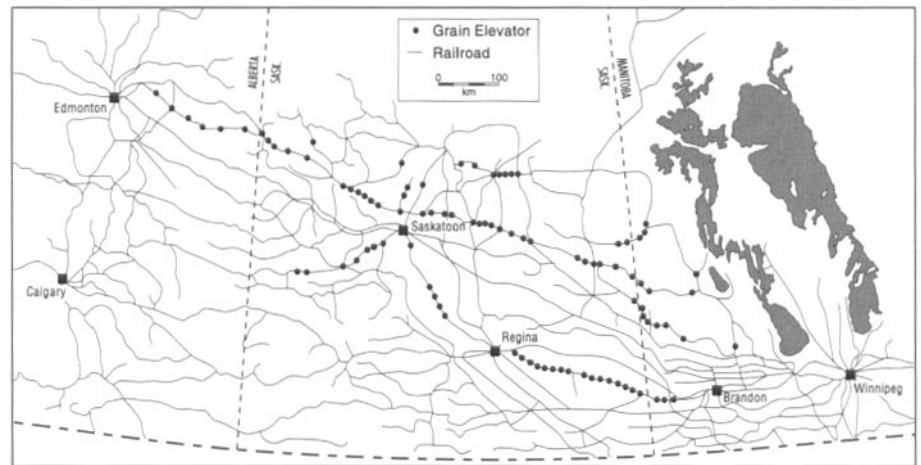 Grain Elevator
Railroad
0 100
km
ALBERTA
SASK.
SASK.
MANITOBA
Edmonton
Saskatoon
Calgary
Regina
Brandon
Winnipeg